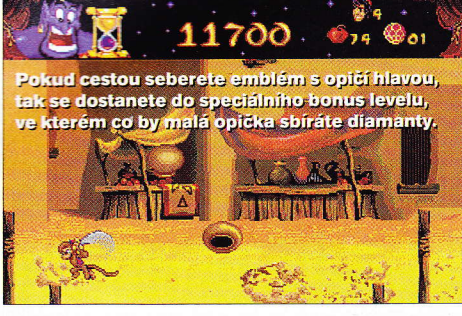 4
11700
74 01
Pokud cestou seberete emblém s opičí hlavou,
tak se dostanete do speciálního bonus levelu,
ve kterém co by malá opička sbíráte diamanty.